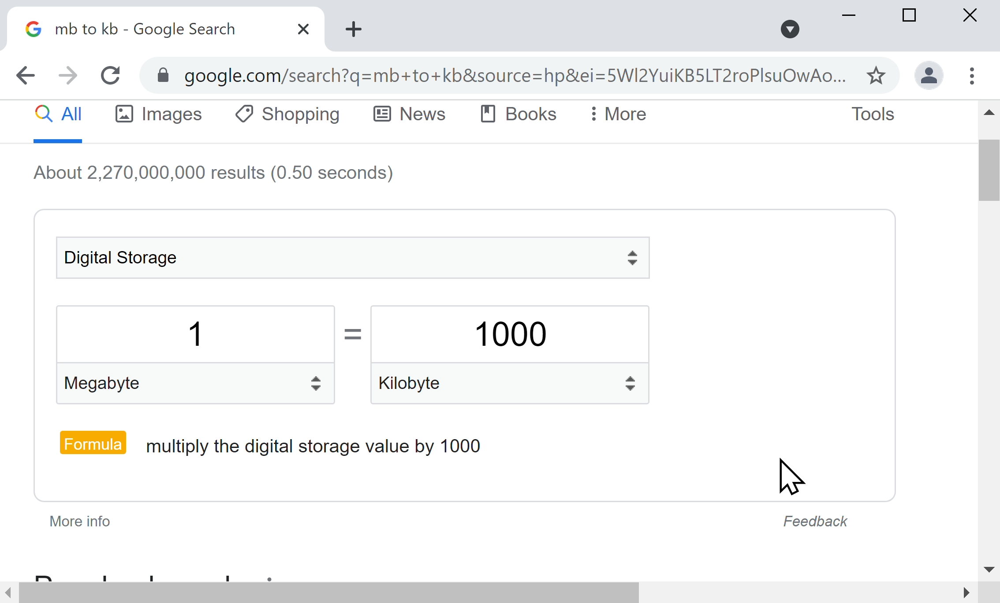 mb to kb - Google Search
google.com/search?q=mb+to+kb&source=hp&ei=5Wl2YuiKB5LT2roPlsuOwAo...
All Images Shopping News Books More Tools
About 2,270,000,000 results (0.50 seconds)
Digital Storage
1 = 1000
Megabyte Kilobyte
Formula multiply the digital storage value by 1000
More info Feedback